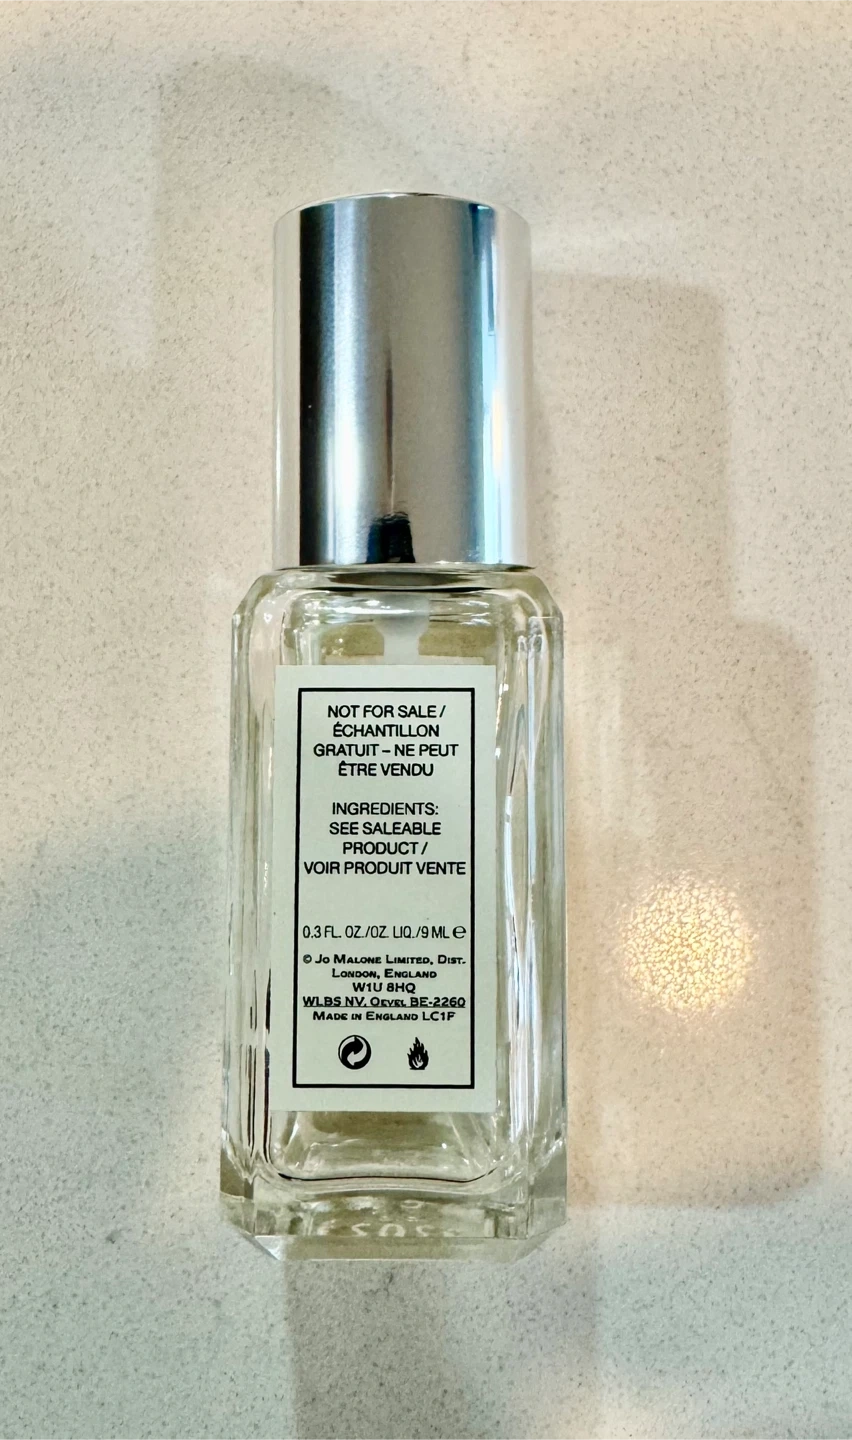 NOT FOR SALE /
ÉCHANTILLON
GRATUIT – NE PEUT
ÊTRE VENDU
INGREDIENTS:
SEE SALEABLE
PRODUCT /
VOIR PRODUIT VENTE
0.3 FL. OZ./OZ. LIQ./9 ML ℮
© Jo Malone Limited, Dist.
London, England
W1U 8HQ
WLBS NV, Oevel BE-2260
Made in England LC1F